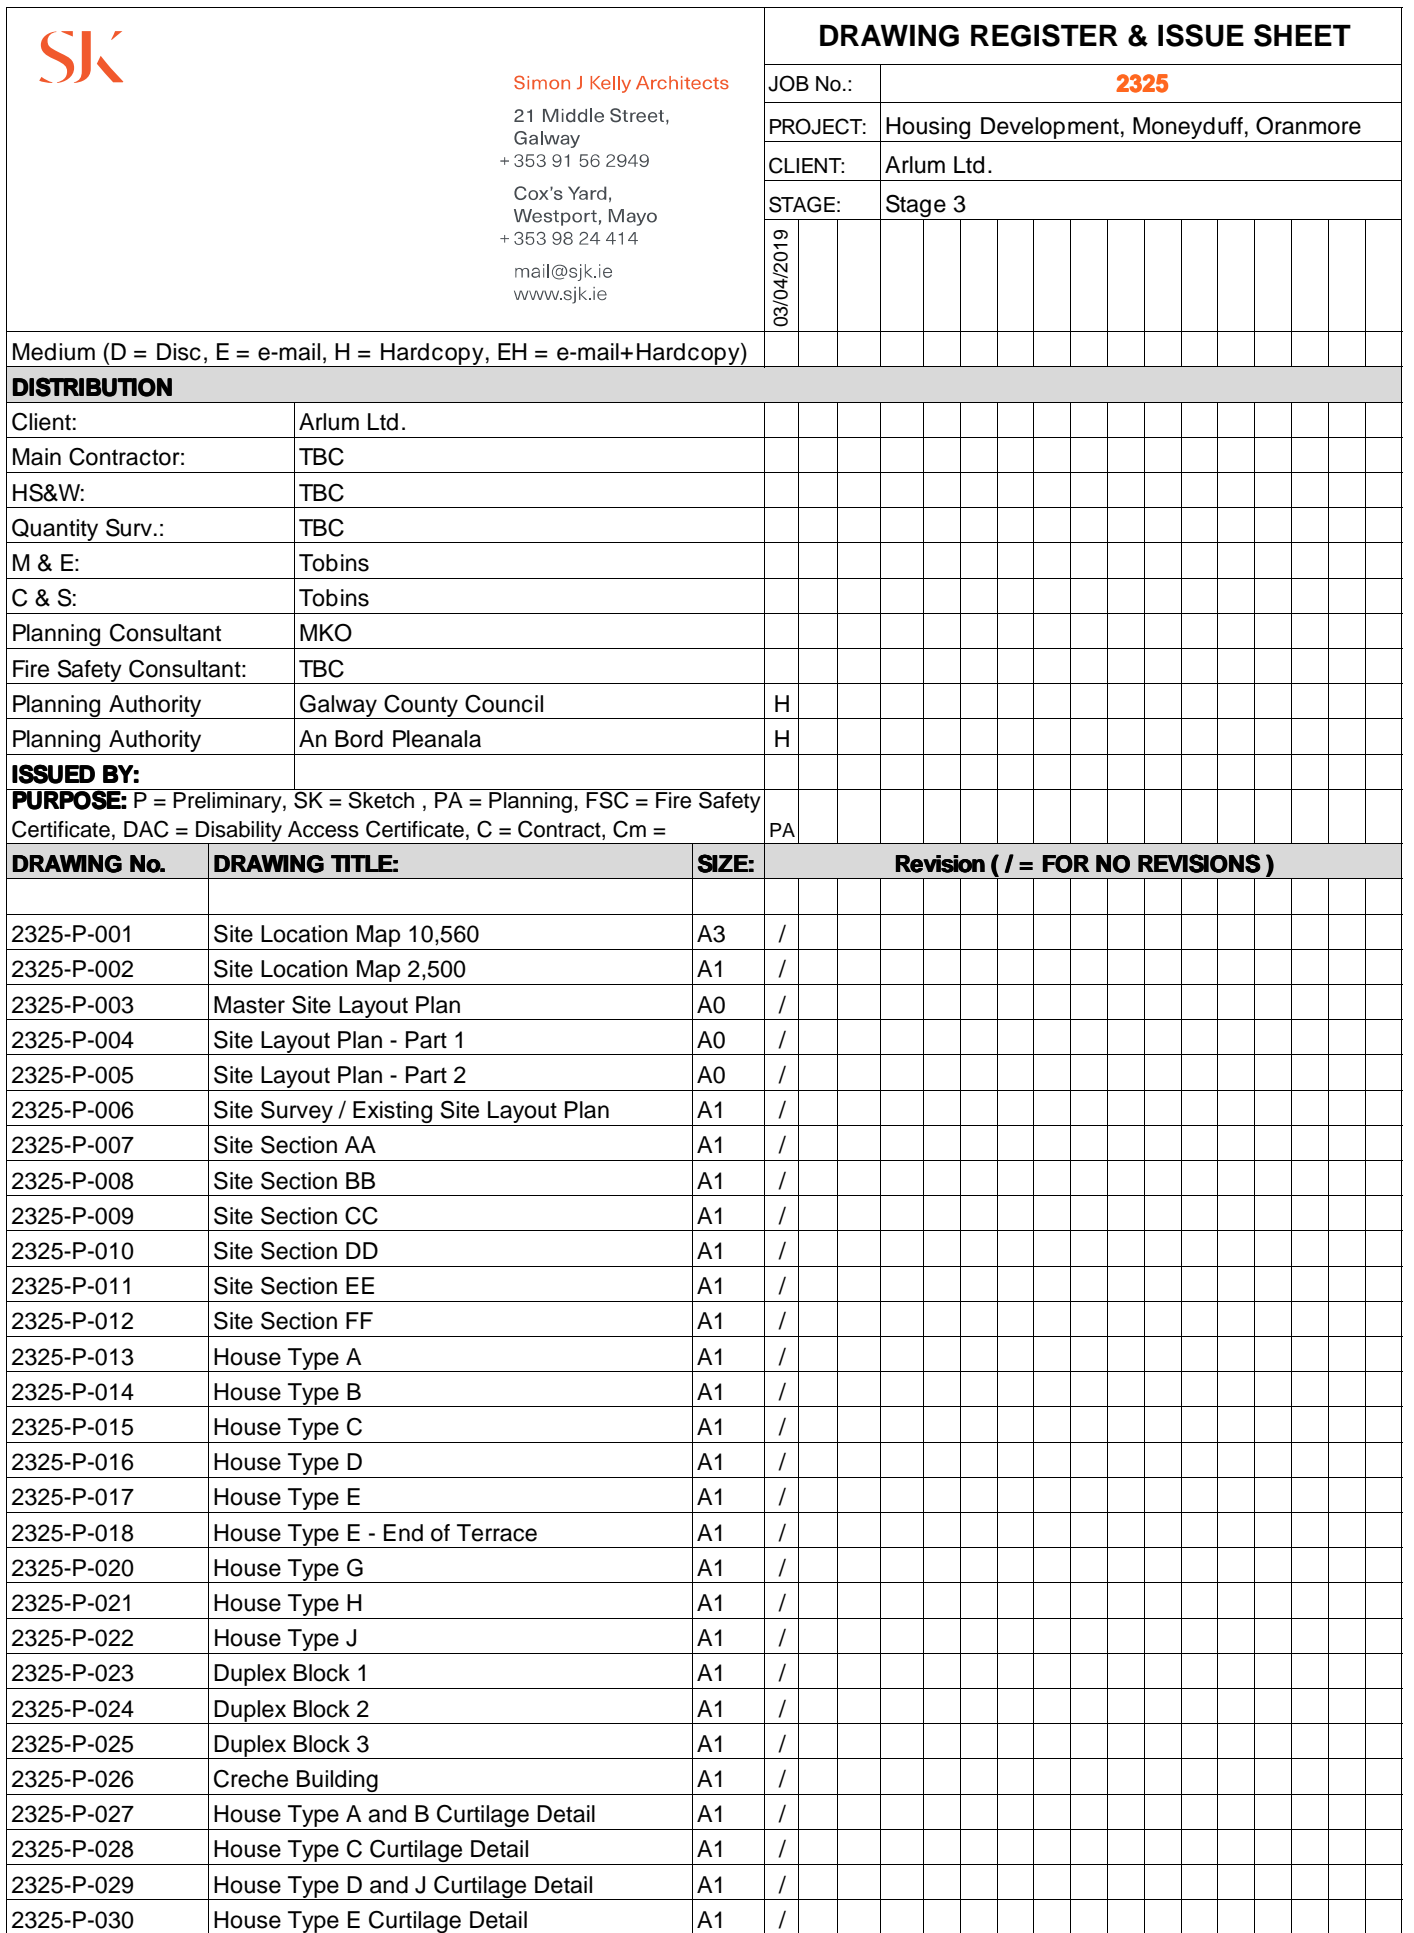 SJK
DRAWING REGISTER & ISSUE SHEET
Simon J Kelly Architects
21 Middle Street,
Galway
+ 353 91 56 2949
Cox's Yard,
Westport, Mayo
+ 353 98 24 414
mail@sjk.ie
www.sjk.ie
JOB No.: 2325
PROJECT: Housing Development, Moneyduff, Oranmore
CLIENT: Arlum Ltd.
STAGE: Stage 3
03/04/2019
Medium (D = Disc, E = e-mail, H = Hardcopy, EH = e-mail+Hardcopy)
DISTRIBUTION
Client: Arlum Ltd.
Main Contractor: TBC
HS&W: TBC
Quantity Surv.: TBC
M & E: Tobins
C & S: Tobins
Planning Consultant MKO
Fire Safety Consultant: TBC
Planning Authority Galway County Council H
Planning Authority An Bord Pleanala H
ISSUED BY:
PURPOSE: P = Preliminary, SK = Sketch , PA = Planning, FSC = Fire Safety
Certificate, DAC = Disability Access Certificate, C = Contract, Cm = PA
DRAWING No. DRAWING TITLE: SIZE: Revision ( / = FOR NO REVISIONS )
2325-P-001 Site Location Map 10,560 A3 /
2325-P-002 Site Location Map 2,500 A1 /
2325-P-003 Master Site Layout Plan A0 /
2325-P-004 Site Layout Plan - Part 1 A0 /
2325-P-005 Site Layout Plan - Part 2 A0 /
2325-P-006 Site Survey / Existing Site Layout Plan A1 /
2325-P-007 Site Section AA A1 /
2325-P-008 Site Section BB A1 /
2325-P-009 Site Section CC A1 /
2325-P-010 Site Section DD A1 /
2325-P-011 Site Section EE A1 /
2325-P-012 Site Section FF A1 /
2325-P-013 House Type A A1 /
2325-P-014 House Type B A1 /
2325-P-015 House Type C A1 /
2325-P-016 House Type D A1 /
2325-P-017 House Type E A1 /
2325-P-018 House Type E - End of Terrace A1 /
2325-P-020 House Type G A1 /
2325-P-021 House Type H A1 /
2325-P-022 House Type J A1 /
2325-P-023 Duplex Block 1 A1 /
2325-P-024 Duplex Block 2 A1 /
2325-P-025 Duplex Block 3 A1 /
2325-P-026 Creche Building A1 /
2325-P-027 House Type A and B Curtilage Detail A1 /
2325-P-028 House Type C Curtilage Detail A1 /
2325-P-029 House Type D and J Curtilage Detail A1 /
2325-P-030 House Type E Curtilage Detail A1 /